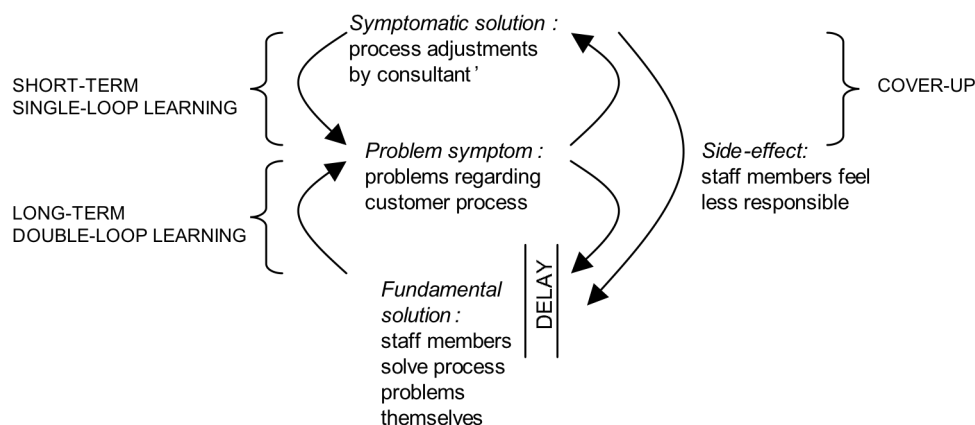 Symptomatic solution :
process adjustments
by consultant’
SHORT-TERM
SINGLE-LOOP LEARNING
COVER-UP
Problem symptom :
problems regarding
customer process
Side-effect:
staff members feel
less responsible
LONG-TERM
DOUBLE-LOOP LEARNING
Fundamental
solution :
staff members
solve process
problems
themselves
DELAY